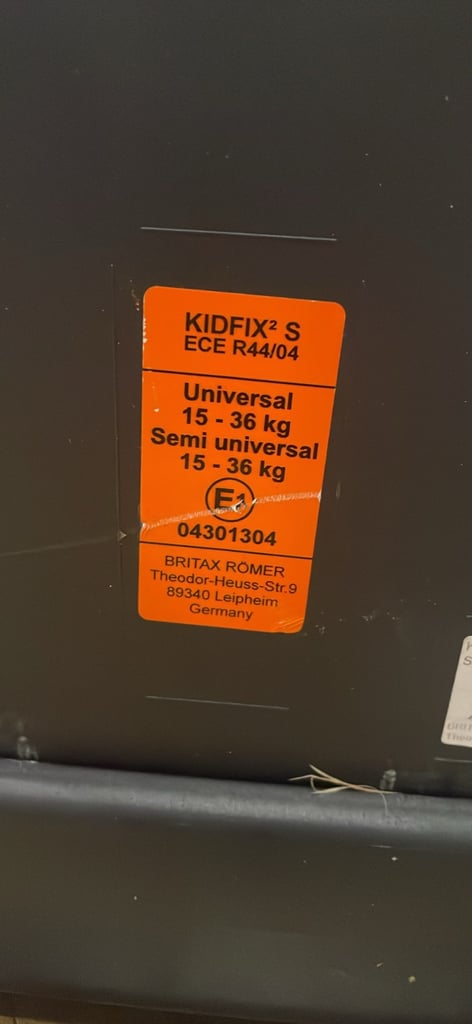 KIDFIX² S
ECE R44/04
Universal
15 - 36 kg
Semi universal
15 - 36 kg
E1
04301304
BRITAX RÖMER
Theodor-Heuss-Str.9
89340 Leipheim
Germany